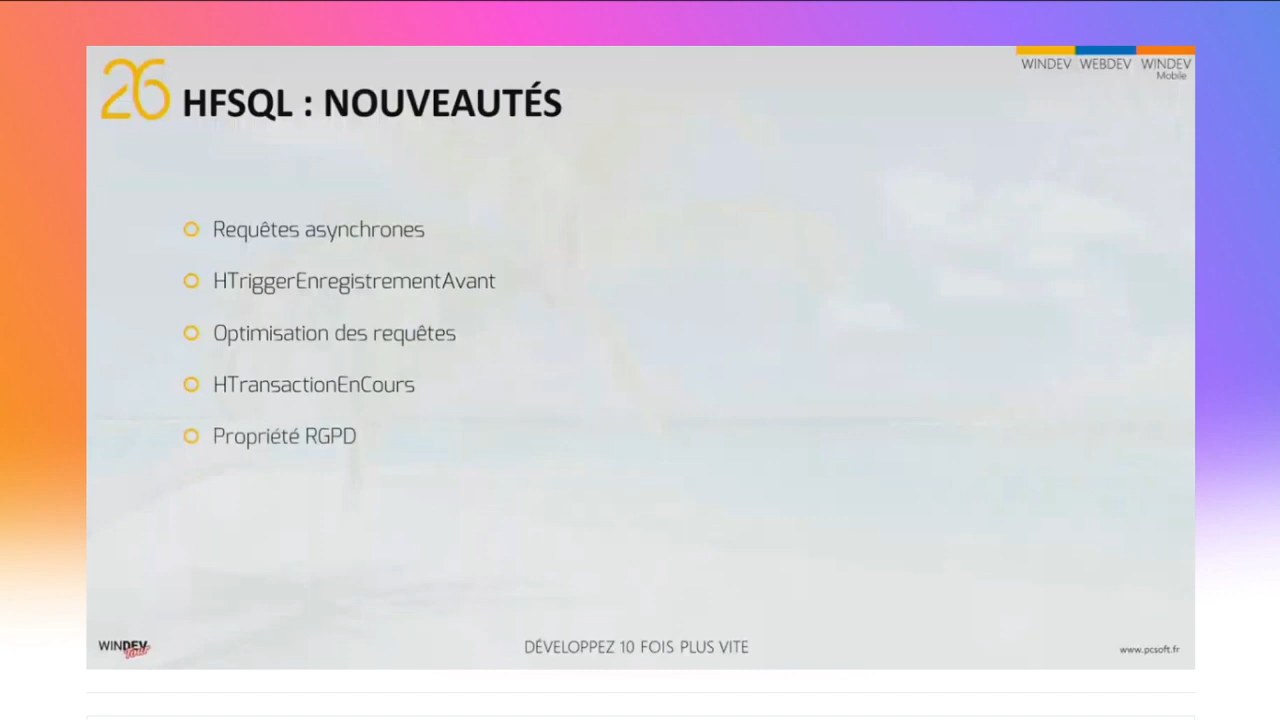 26
HFSQL : NOUVEAUTÉS
WINDEV WEBDEV WINDEV
Mobile
Requêtes asynchrones
HTriggerEnregistrementAvant
Optimisation des requêtes
HTransactionEnCours
Propriété RGPD
WINDEV
Tour
DÉVELOPPEZ 10 FOIS PLUS VITE
www.pcsoft.fr